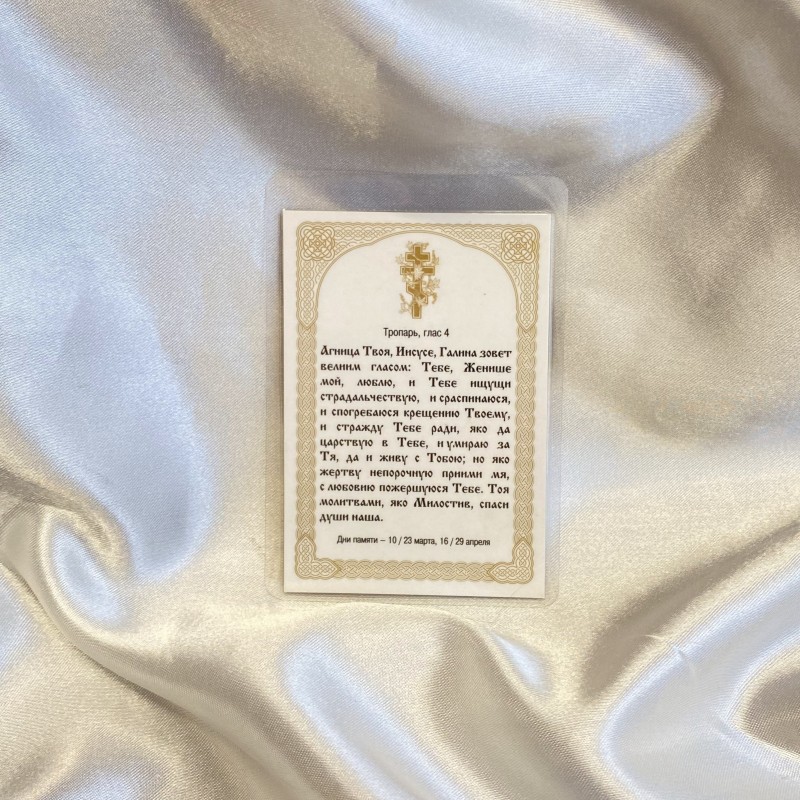 Тропарь, глас 4
Агница Твоя, Иисусе, Галина зовет
велиим гласом: Тебе, Женише
мой, люблю, и Тебе ищущи
страдальчествую, и сраспинаюся,
и спогребаюся крещению Твоему,
и стражду Тебе ради, яко да
царствую в Тебе, и умираю за
Тя, да и живу с Тобою; но яко
жертву непорочную приими мя,
с любовию пожершуюся Тебе. Тоя
молитвами, яко Милостив, спаси
души наша.
Дни памяти – 10 / 23 марта, 16 / 29 апреля